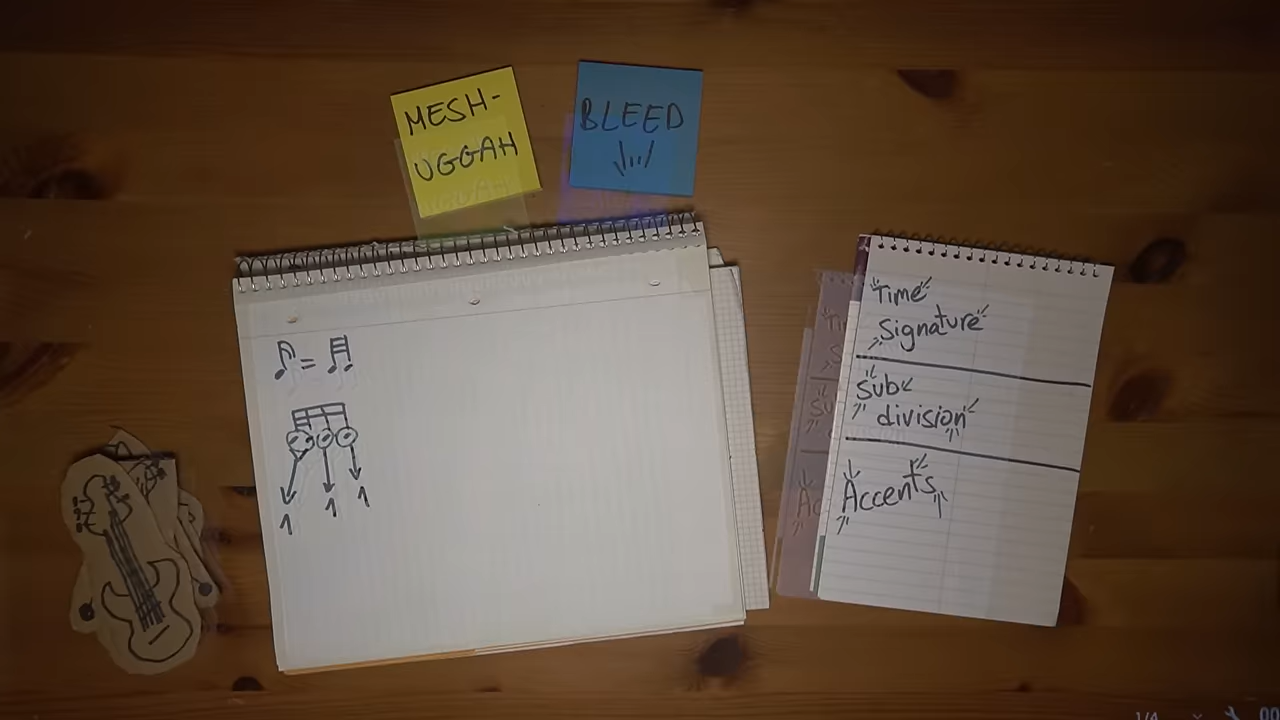 MESH-
UGGAH
BLEED
Time
Signature
Sub
division
Accents
=
1 1 1